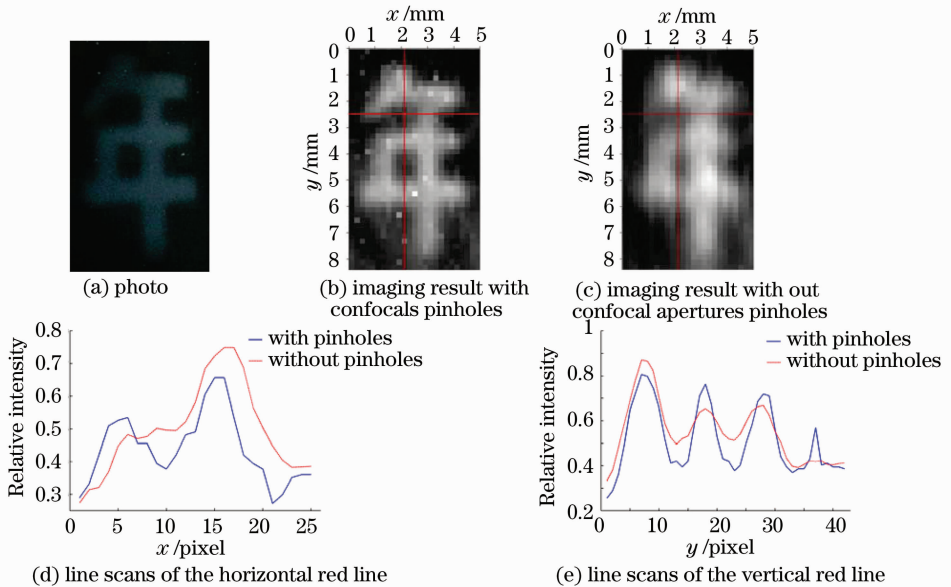 x /mm
x /mm
0 1 2 3 4 5
0 1 2 3 4 5
0
1
2
3
4
5
6
7
8
y /mm
0
1
2
3
4
5
6
7
8
y /mm
年
(a) photo
(b) imaging result with
confocals pinholes
(c) imaging result with out
confocal apertures pinholes
0.8
0.7
0.6
0.5
0.4
0.3
Relative intensity
with pinholes
without pinholes
0 5 10 15 20 25
x /pixel
(d) line scans of the horizontal red line
1
0.8
0.6
0.4
0.2
Relative intensity
with pinholes
without pinholes
0 10 20 30 40
y /pixel
(e) line scans of the vertical red line